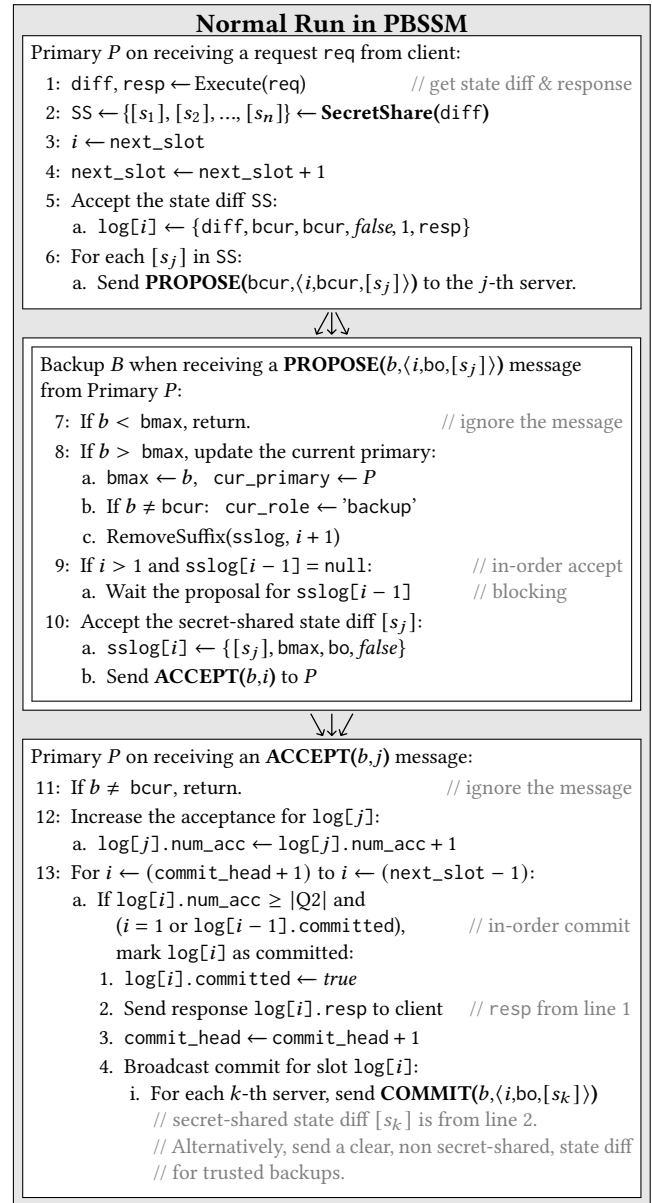 Normal Run in PBSSM
Primary P on receiving a request req from client:
1: diff, resp ← Execute(req) // get state diff & response
2: SS ← {[s₁], [s₂], ..., [sₙ]} ← SecretShare(diff)
3: i ← next_slot
4: next_slot ← next_slot + 1
5: Accept the state diff SS:
a. log[i] ← {diff, bcur, bcur, false, 1, resp}
6: For each [sⱼ] in SS:
a. Send PROPOSE(bcur,⟨i,bcur,[sⱼ]⟩) to the j-th server.
Backup B when receiving a PROPOSE(b,⟨i,bo,[sⱼ]⟩) message
from Primary P:
7: If b < bmax, return. // ignore the message
8: If b > bmax, update the current primary:
a. bmax ← b, cur_primary ← P
b. If b ≠ bcur: cur_role ← 'backup'
c. RemoveSuffix(sslog, i + 1)
9: If i > 1 and sslog[i − 1] = null: // in-order accept
a. Wait the proposal for sslog[i − 1] // blocking
10: Accept the secret-shared state diff [sⱼ]:
a. sslog[i] ← {[sⱼ], bmax, bo, false}
b. Send ACCEPT(b,i) to P
Primary P on receiving an ACCEPT(b,j) message:
11: If b ≠ bcur, return. // ignore the message
12: Increase the acceptance for log[j]:
a. log[j].num_acc ← log[j].num_acc + 1
13: For i ← (commit_head + 1) to i ← (next_slot − 1):
a. If log[i].num_acc ≥ |Q2| and
(i = 1 or log[i − 1].committed), // in-order commit
mark log[i] as committed:
1. log[i].committed ← true
2. Send response log[i].resp to client // resp from line 1
3. commit_head ← commit_head + 1
4. Broadcast commit for slot log[i]:
i. For each k-th server, send COMMIT(b,⟨i,bo,[sₖ]⟩)
// secret-shared state diff [sₖ] is from line 2.
// Alternatively, send a clear, non secret-shared, state diff
// for trusted backups.